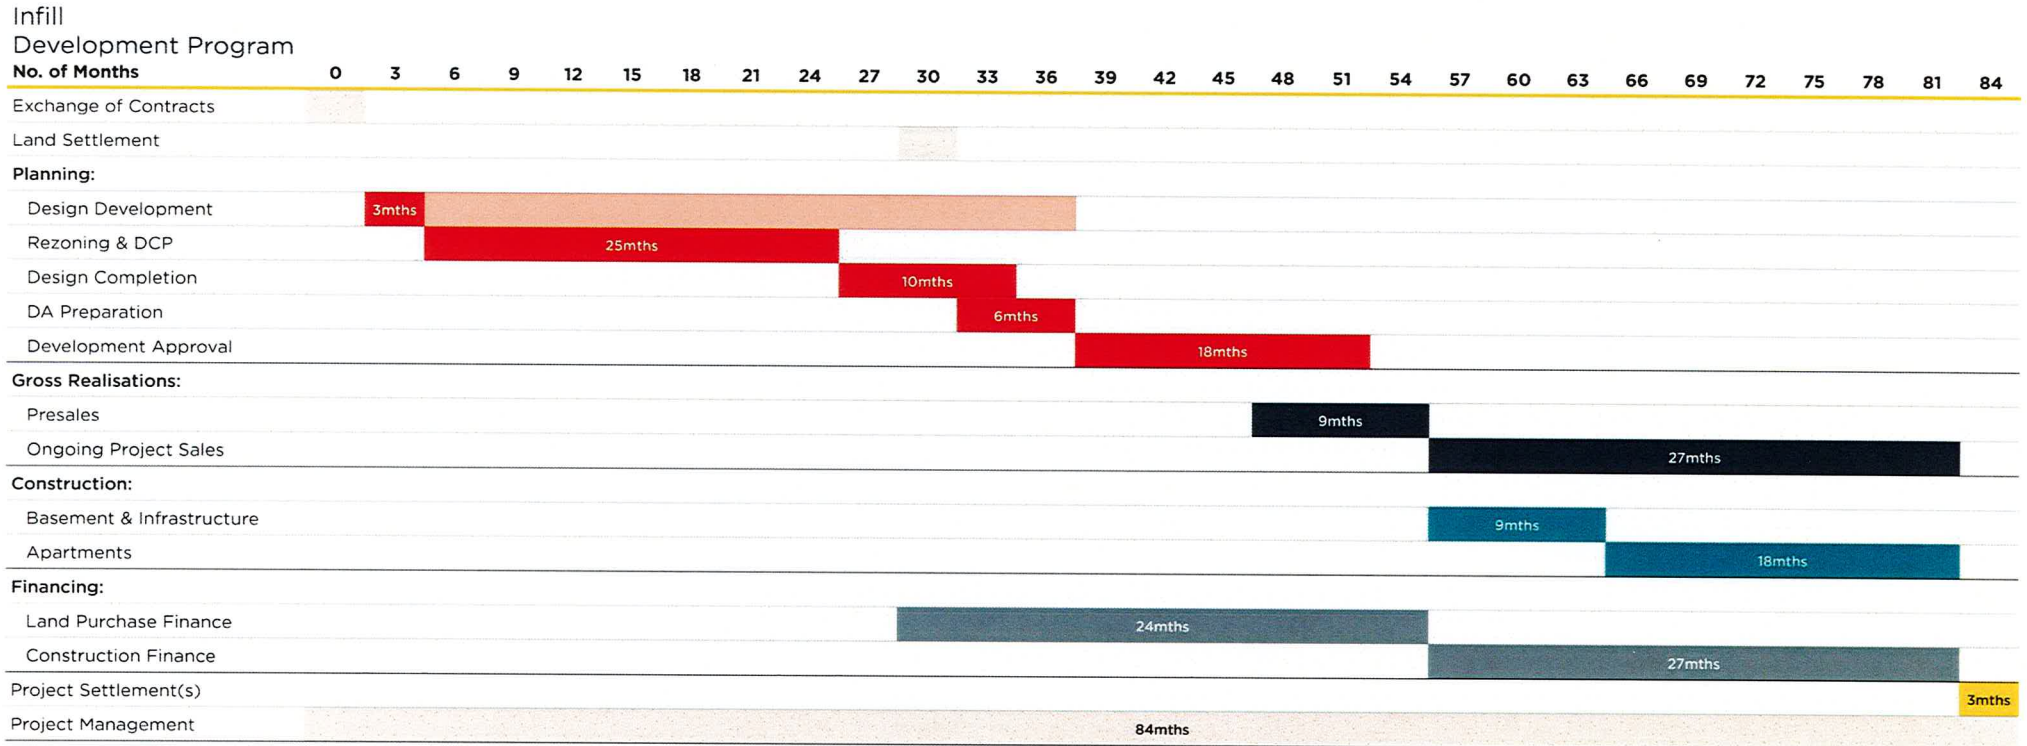 Infill
Development Program
No. of Months 0 3 6 9 12 15 18 21 24 27 30 33 36 39 42 45 48 51 54 57 60 63 66 69 72 75 78 81 84
Exchange of Contracts
Land Settlement
Planning:
Design Development 3mths
Rezoning & DCP 25mths
Design Completion 10mths
DA Preparation 6mths
Development Approval 18mths
Gross Realisations:
Presales 9mths
Ongoing Project Sales 27mths
Construction:
Basement & Infrastructure 9mths
Apartments 18mths
Financing:
Land Purchase Finance 24mths
Construction Finance 27mths
Project Settlement(s) 3mths
Project Management 84mths